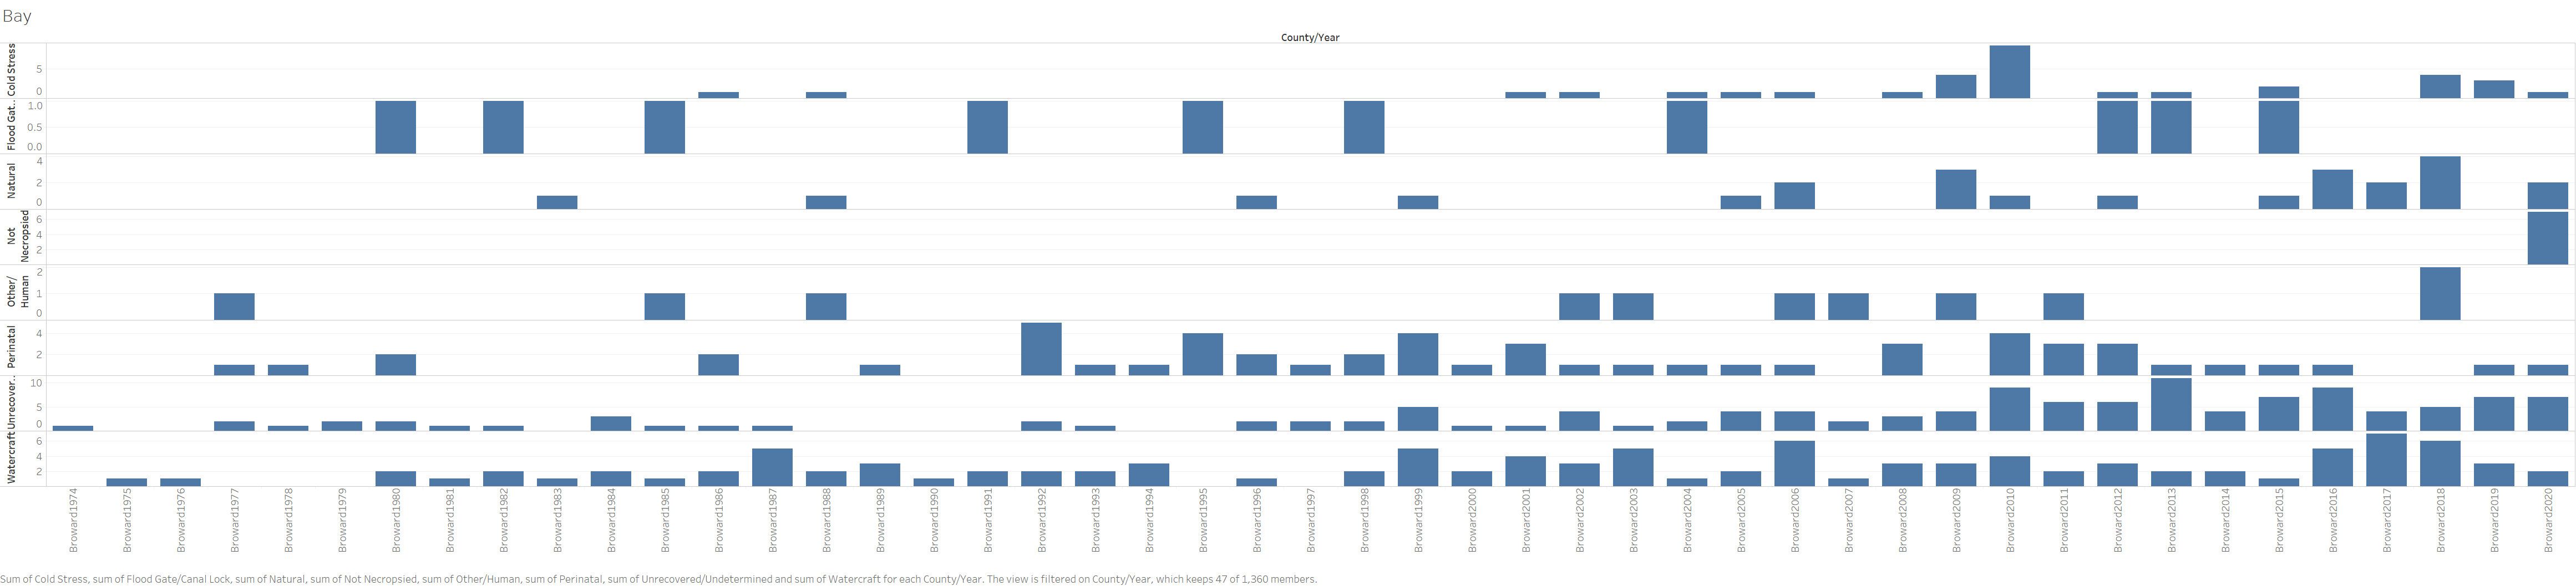 Bay
County/Year
Cold Stress
5
0
Flood Gat..
1.0
0.5
0.0
Natural
4
2
0
Not
Necropsied
6
4
2
Other/
Human
2
1
0
Perinatal
4
2
Unrecover..
10
5
0
Watercraft
6
4
2
Broward1974
Broward1975
Broward1976
Broward1977
Broward1978
Broward1979
Broward1980
Broward1981
Broward1982
Broward1983
Broward1984
Broward1985
Broward1986
Broward1987
Broward1988
Broward1989
Broward1990
Broward1991
Broward1992
Broward1993
Broward1994
Broward1995
Broward1996
Broward1997
Broward1998
Broward1999
Broward2000
Broward2001
Broward2002
Broward2003
Broward2004
Broward2005
Broward2006
Broward2007
Broward2008
Broward2009
Broward2010
Broward2011
Broward2012
Broward2013
Broward2014
Broward2015
Broward2016
Broward2017
Broward2018
Broward2019
Broward2020
Sum of Cold Stress, sum of Flood Gate/Canal Lock, sum of Natural, sum of Not Necropsied, sum of Other/Human, sum of Perinatal, sum of Unrecovered/Undetermined and sum of Watercraft for each County/Year. The view is filtered on County/Year, which keeps 47 of 1,360 members.